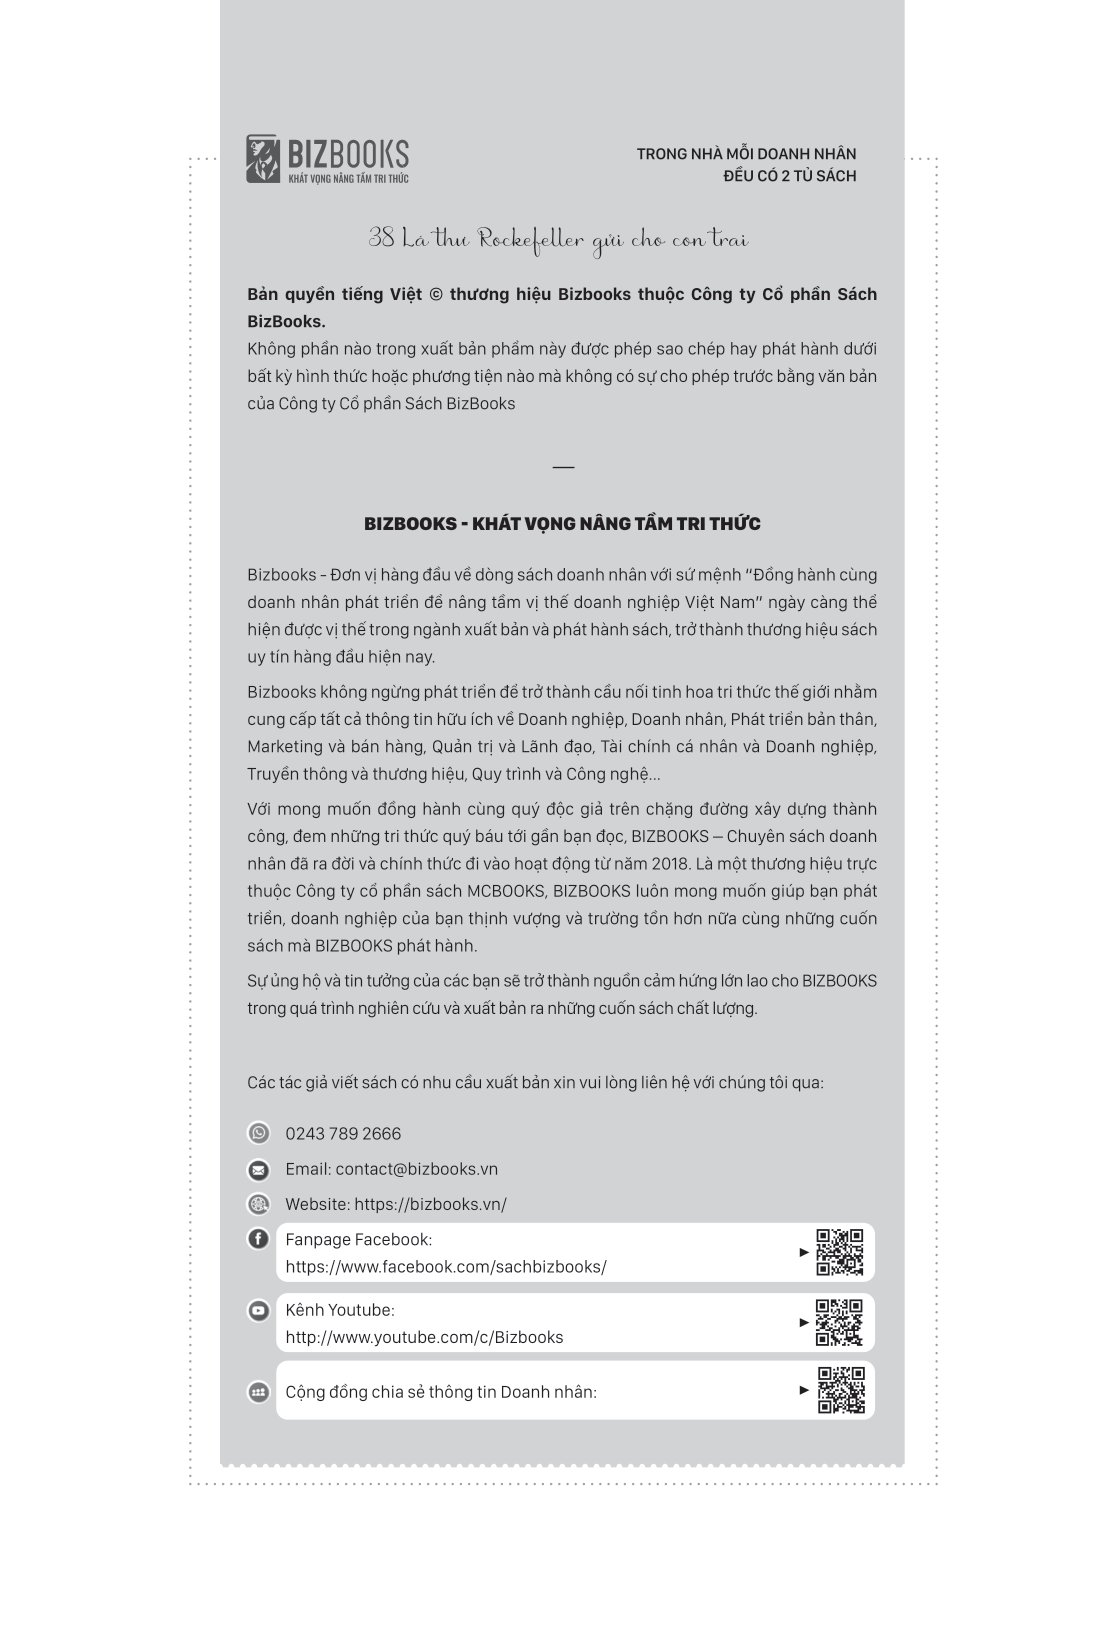 BIZBOOKS
KHÁT VỌNG NÂNG TẦM TRI THỨC
TRONG NHÀ MỖI DOANH NHÂN
ĐỀU CÓ 2 TỦ SÁCH
38 Lá thư Rockefeller gửi cho con trai
Bản quyền tiếng Việt © thương hiệu Bizbooks thuộc Công ty Cổ phần Sách
BizBooks.
Không phần nào trong xuất bản phẩm này được phép sao chép hay phát hành dưới
bất kỳ hình thức hoặc phương tiện nào mà không có sự cho phép trước bằng văn bản
của Công ty Cổ phần Sách BizBooks
—
BIZBOOKS - KHÁT VỌNG NÂNG TẦM TRI THỨC
Bizbooks - Đơn vị hàng đầu về dòng sách doanh nhân với sứ mệnh “Đồng hành cùng
doanh nhân phát triển để nâng tầm vị thế doanh nghiệp Việt Nam” ngày càng thể
hiện được vị thế trong ngành xuất bản và phát hành sách, trở thành thương hiệu sách
uy tín hàng đầu hiện nay.
Bizbooks không ngừng phát triển để trở thành cầu nối tinh hoa tri thức thế giới nhằm
cung cấp tất cả thông tin hữu ích về Doanh nghiệp, Doanh nhân, Phát triển bản thân,
Marketing và bán hàng, Quản trị và Lãnh đạo, Tài chính cá nhân và Doanh nghiệp,
Truyền thông và thương hiệu, Quy trình và Công nghệ...
Với mong muốn đồng hành cùng quý độc giả trên chặng đường xây dựng thành
công, đem những tri thức quý báu tới gần bạn đọc, BIZBOOKS – Chuyên sách doanh
nhân đã ra đời và chính thức đi vào hoạt động từ năm 2018. Là một thương hiệu trực
thuộc Công ty cổ phần sách MCBOOKS, BIZBOOKS luôn mong muốn giúp bạn phát
triển, doanh nghiệp của bạn thịnh vượng và trường tồn hơn nữa cùng những cuốn
sách mà BIZBOOKS phát hành.
Sự ủng hộ và tin tưởng của các bạn sẽ trở thành nguồn cảm hứng lớn lao cho BIZBOOKS
trong quá trình nghiên cứu và xuất bản ra những cuốn sách chất lượng.
Các tác giả viết sách có nhu cầu xuất bản xin vui lòng liên hệ với chúng tôi qua:
0243 789 2666
Email: contact@bizbooks.vn
Website: https://bizbooks.vn/
Fanpage Facebook:
https://www.facebook.com/sachbizbooks/
Kênh Youtube:
http://www.youtube.com/c/Bizbooks
Cộng đồng chia sẻ thông tin Doanh nhân: